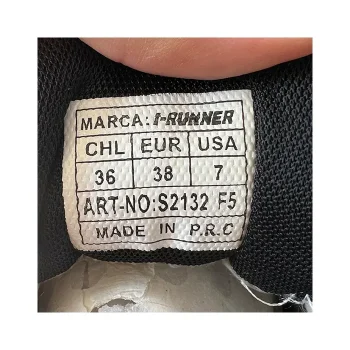 MARCA: I-RUNNER
CHL EUR USA
36 38 7
ART-NO:S2132 F5
MADE IN P.R.C